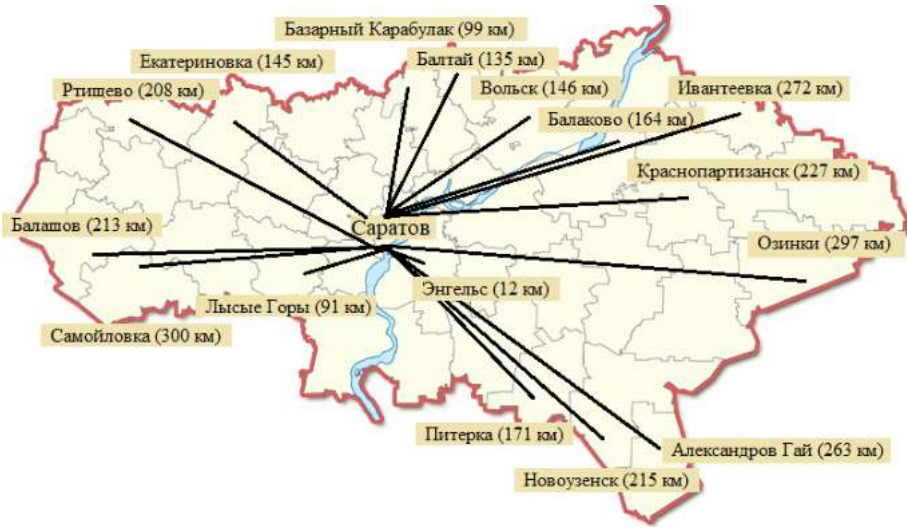 Базарный Карабулак (99 км)
Екатериновка (145 км)
Балтай (135 км)
Ртищево (208 км)
Вольск (146 км)
Ивантеевка (272 км)
Балаково (164 км)
Краснопартизанск (227 км)
Балашов (213 км)
Саратов
Озинки (297 км)
Энгельс (12 км)
Лысые Горы (91 км)
Самойловка (300 км)
Питерка (171 км)
Александров Гай (263 км)
Новоузенск (215 км)